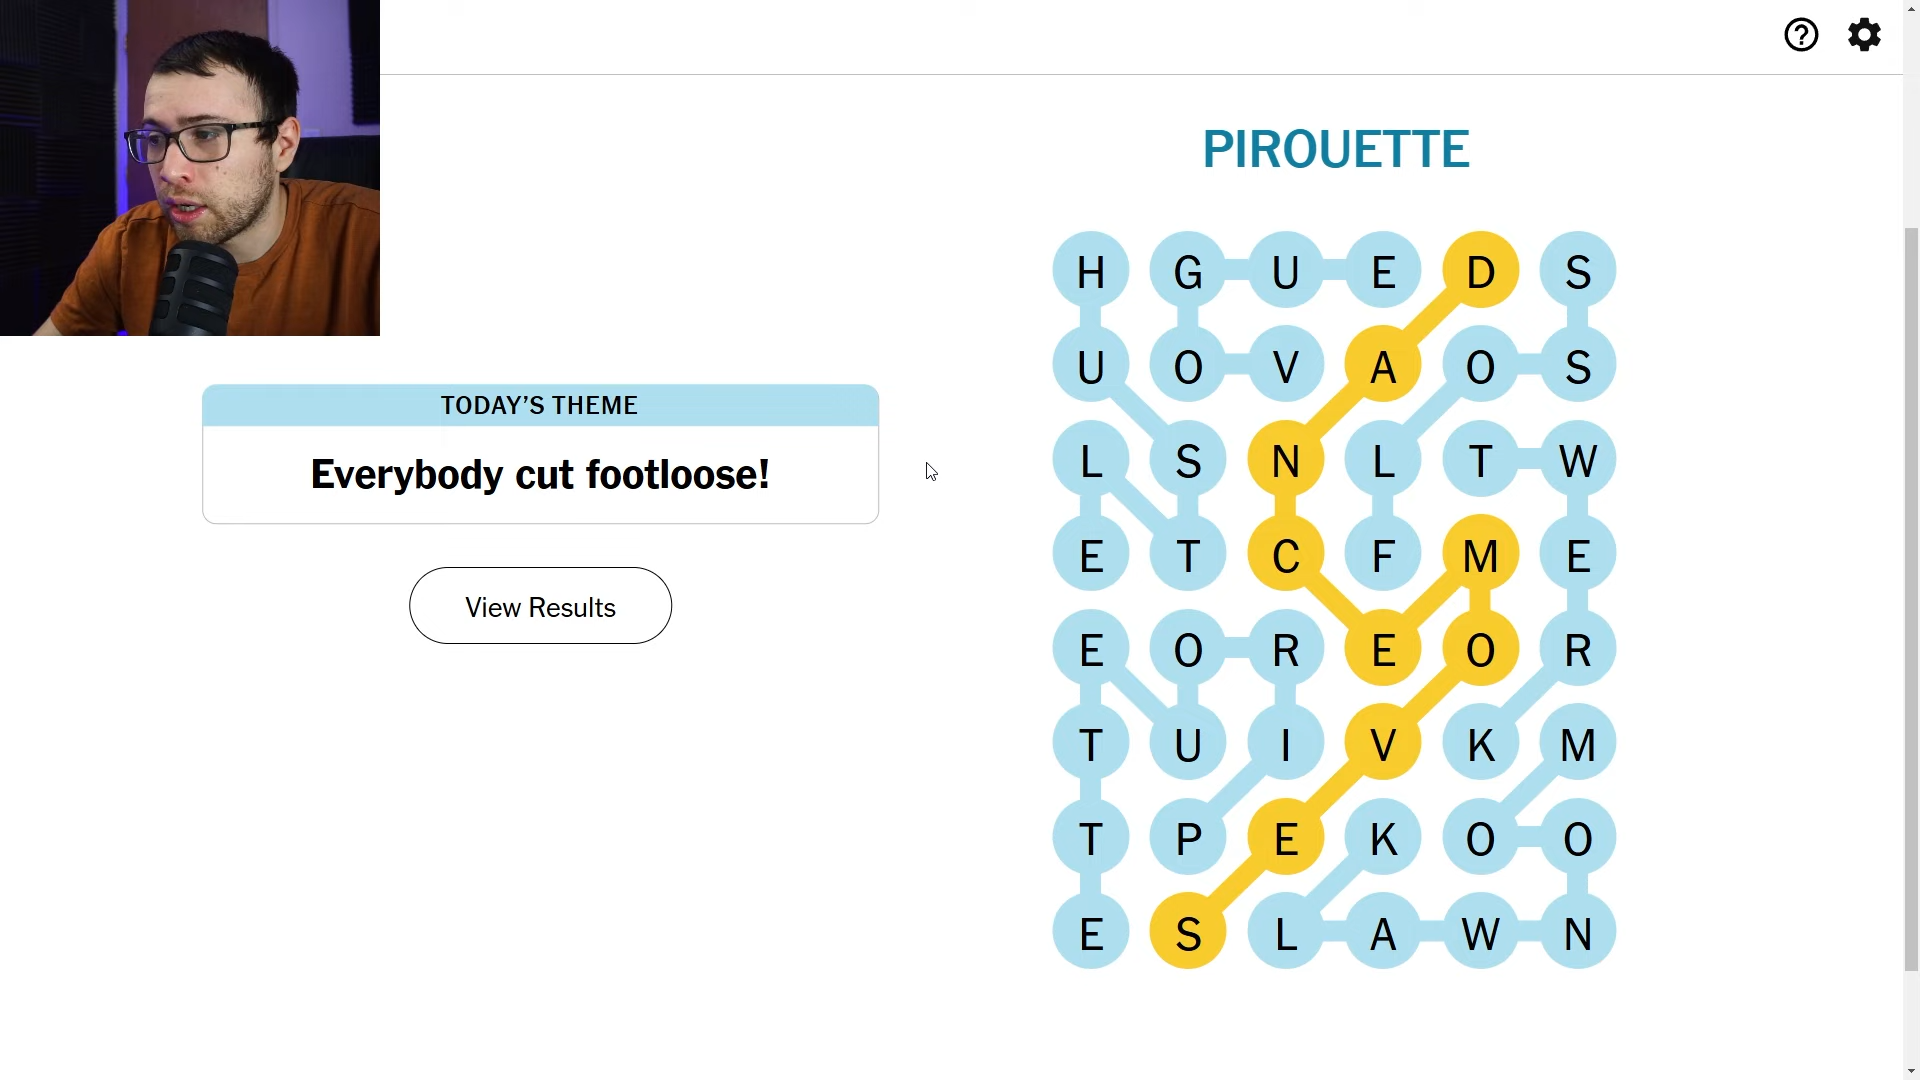 PIROUETTE
TODAY'S THEME
Everybody cut footloose!
View Results
H G U E D S
U O V A O S
L S N L T W
E T C F M E
E O R E O R
T U I V K M
T P E K O O
E S L A W N